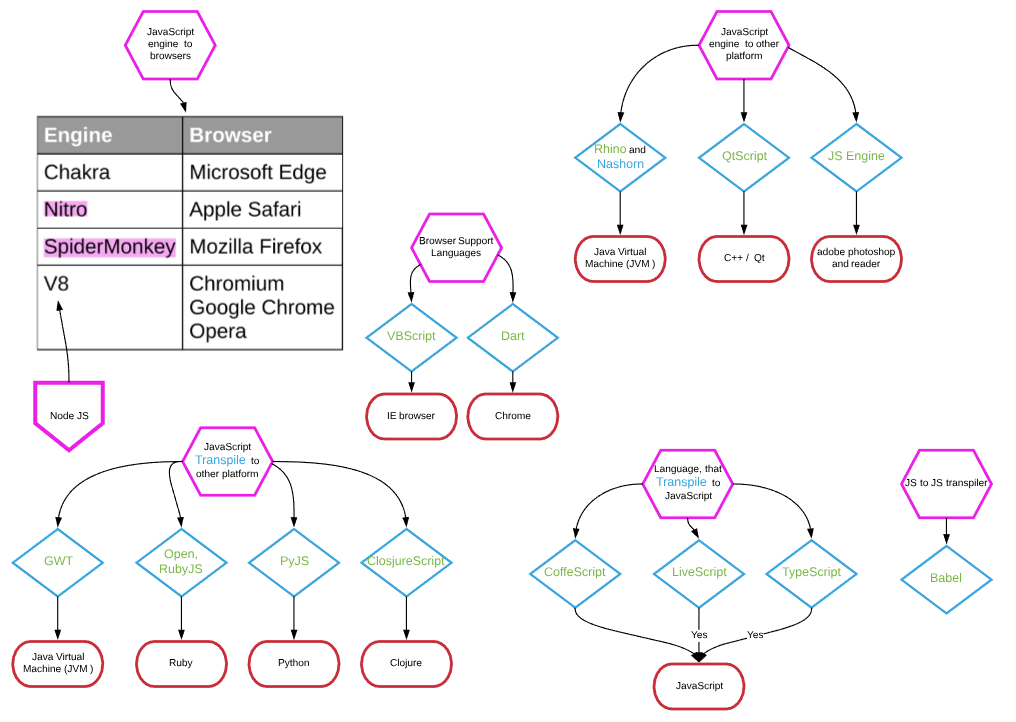 JavaScript
engine to
browsers
Engine Browser
Chakra Microsoft Edge
Nitro Apple Safari
SpiderMonkey Mozilla Firefox
V8 Chromium
Google Chrome
Opera
Node JS
JavaScript
engine to other
platform
Rhino and
Nashorn
QtScript
JS Engine
Java Virtual
Machine (JVM )
C++ / Qt
adobe photoshop
and reader
Browser Support
Languages
VBScript
Dart
IE browser
Chrome
JavaScript
Transpile to
other platform
GWT
Open,
RubyJS
PyJS
ClosjureScript
Java Virtual
Machine (JVM )
Ruby
Python
Clojure
Language, that
Transpile to
JavaScript
CoffeScript
LiveScript
TypeScript
Yes
Yes
JavaScript
JS to JS transpiler
Babel